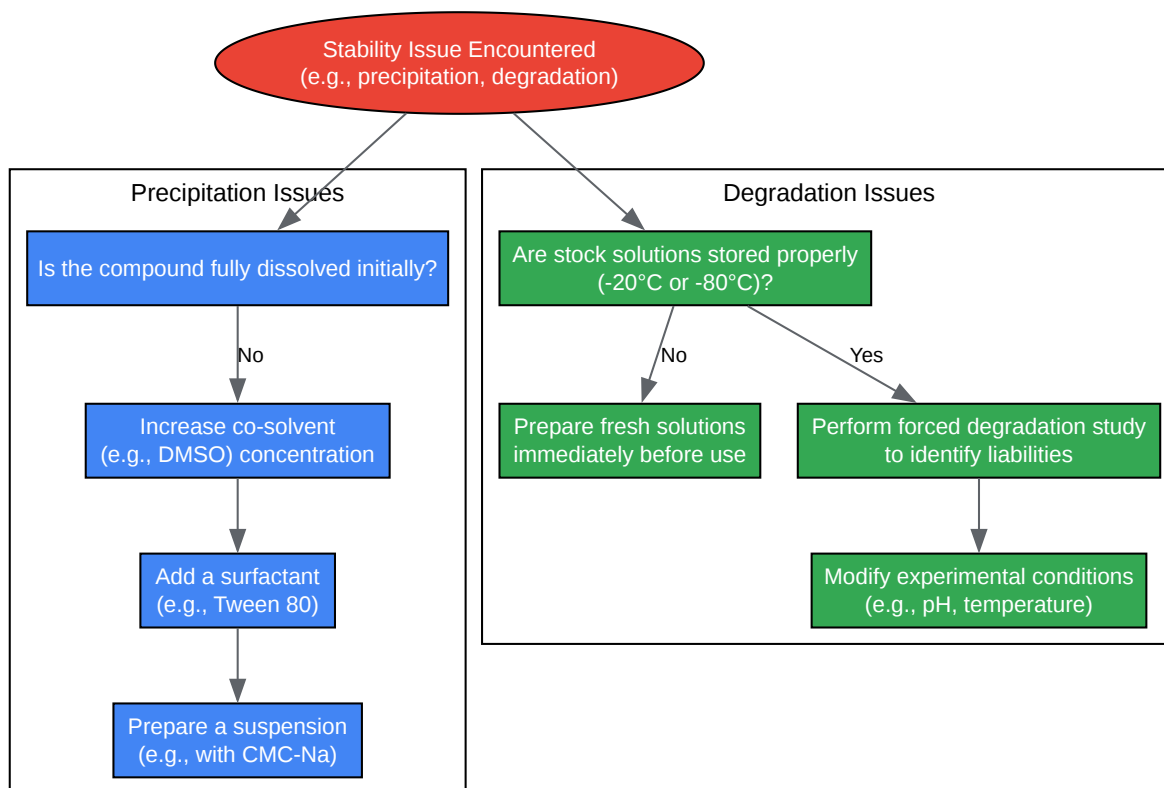 Stability Issue Encountered
(e.g., precipitation, degradation)
Precipitation Issues
Is the compound fully dissolved initially?
No
Increase co-solvent
(e.g., DMSO) concentration
Add a surfactant
(e.g., Tween 80)
Prepare a suspension
(e.g., with CMC-Na)
Degradation Issues
Are stock solutions stored properly
(-20°C or -80°C)?
No
Yes
Prepare fresh solutions
immediately before use
Perform forced degradation study
to identify liabilities
Modify experimental conditions
(e.g., pH, temperature)